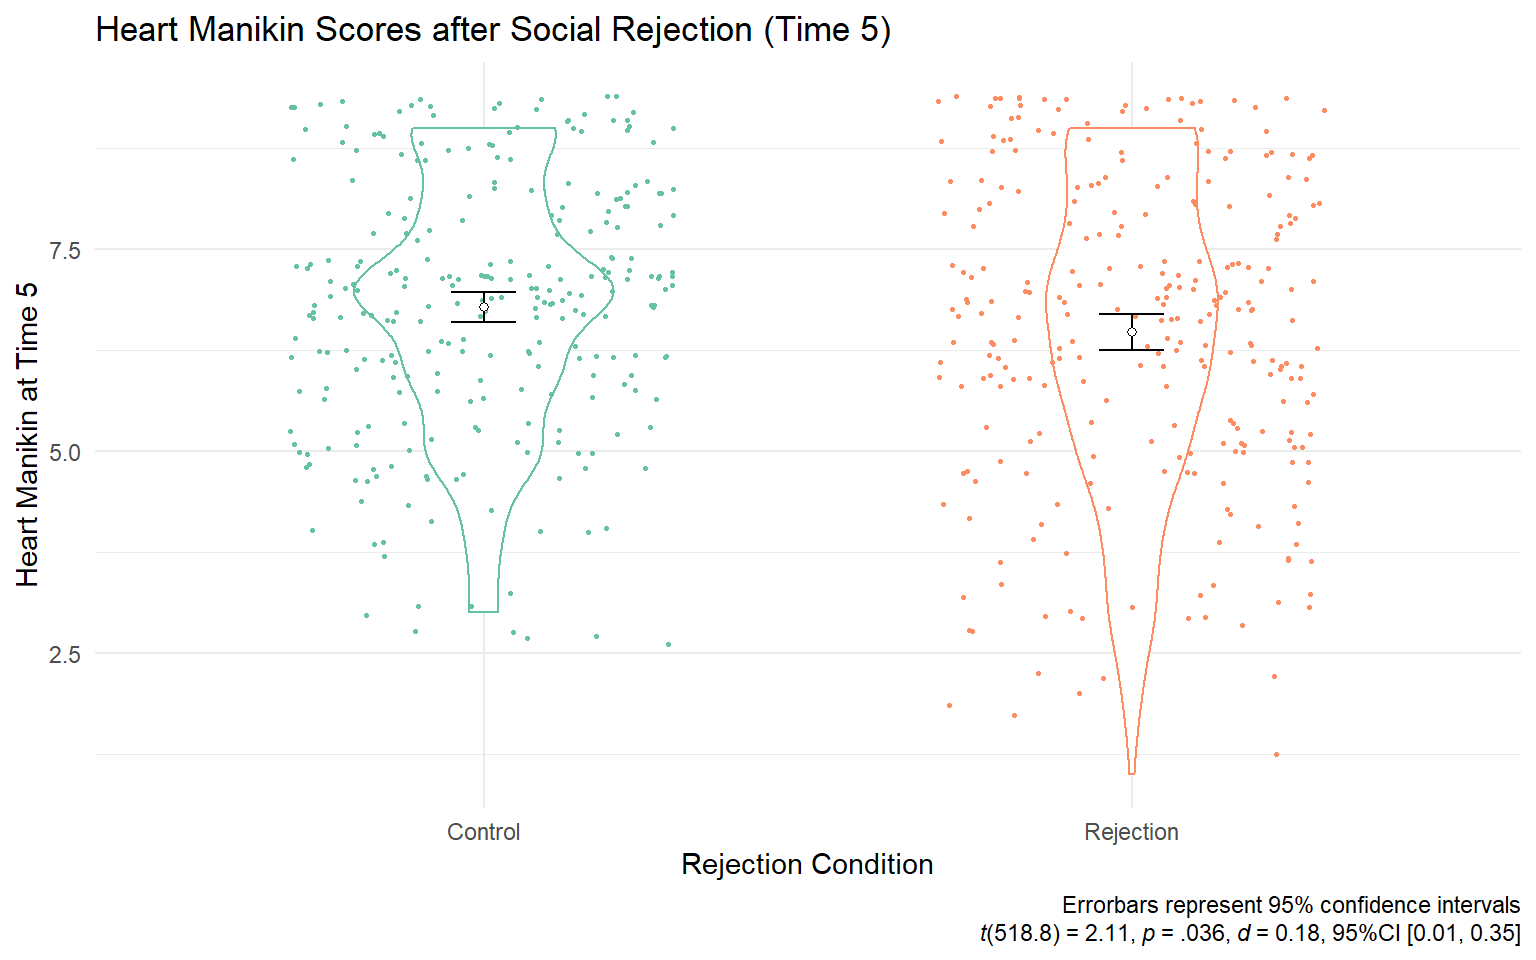 Heart Manikin Scores after Social Rejection (Time 5)
Heart Manikin at Time 5
7.5
5.0
2.5
Control
Rejection
Rejection Condition
Errorbars represent 95% confidence intervals
t(518.8) = 2.11, p = .036, d = 0.18, 95%CI [0.01, 0.35]